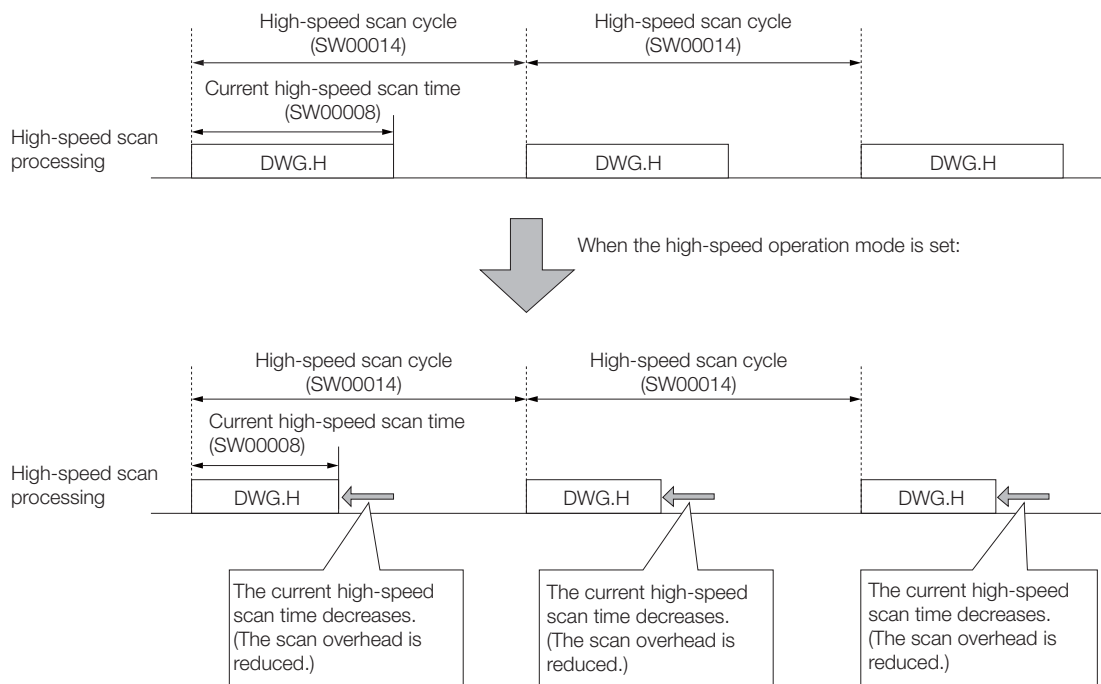 High-speed scan cycle
(SW00014)
High-speed scan cycle
(SW00014)
Current high-speed scan time
(SW00008)
High-speed scan
processing
DWG.H
DWG.H
DWG.H
When the high-speed operation mode is set:
High-speed scan cycle
(SW00014)
High-speed scan cycle
(SW00014)
Current high-speed scan time
(SW00008)
High-speed scan
processing
DWG.H
DWG.H
DWG.H
The current high-speed
scan time decreases.
(The scan overhead is
reduced.)
The current high-speed
scan time decreases.
(The scan overhead is
reduced.)
The current high-speed
scan time decreases.
(The scan overhead is
reduced.)